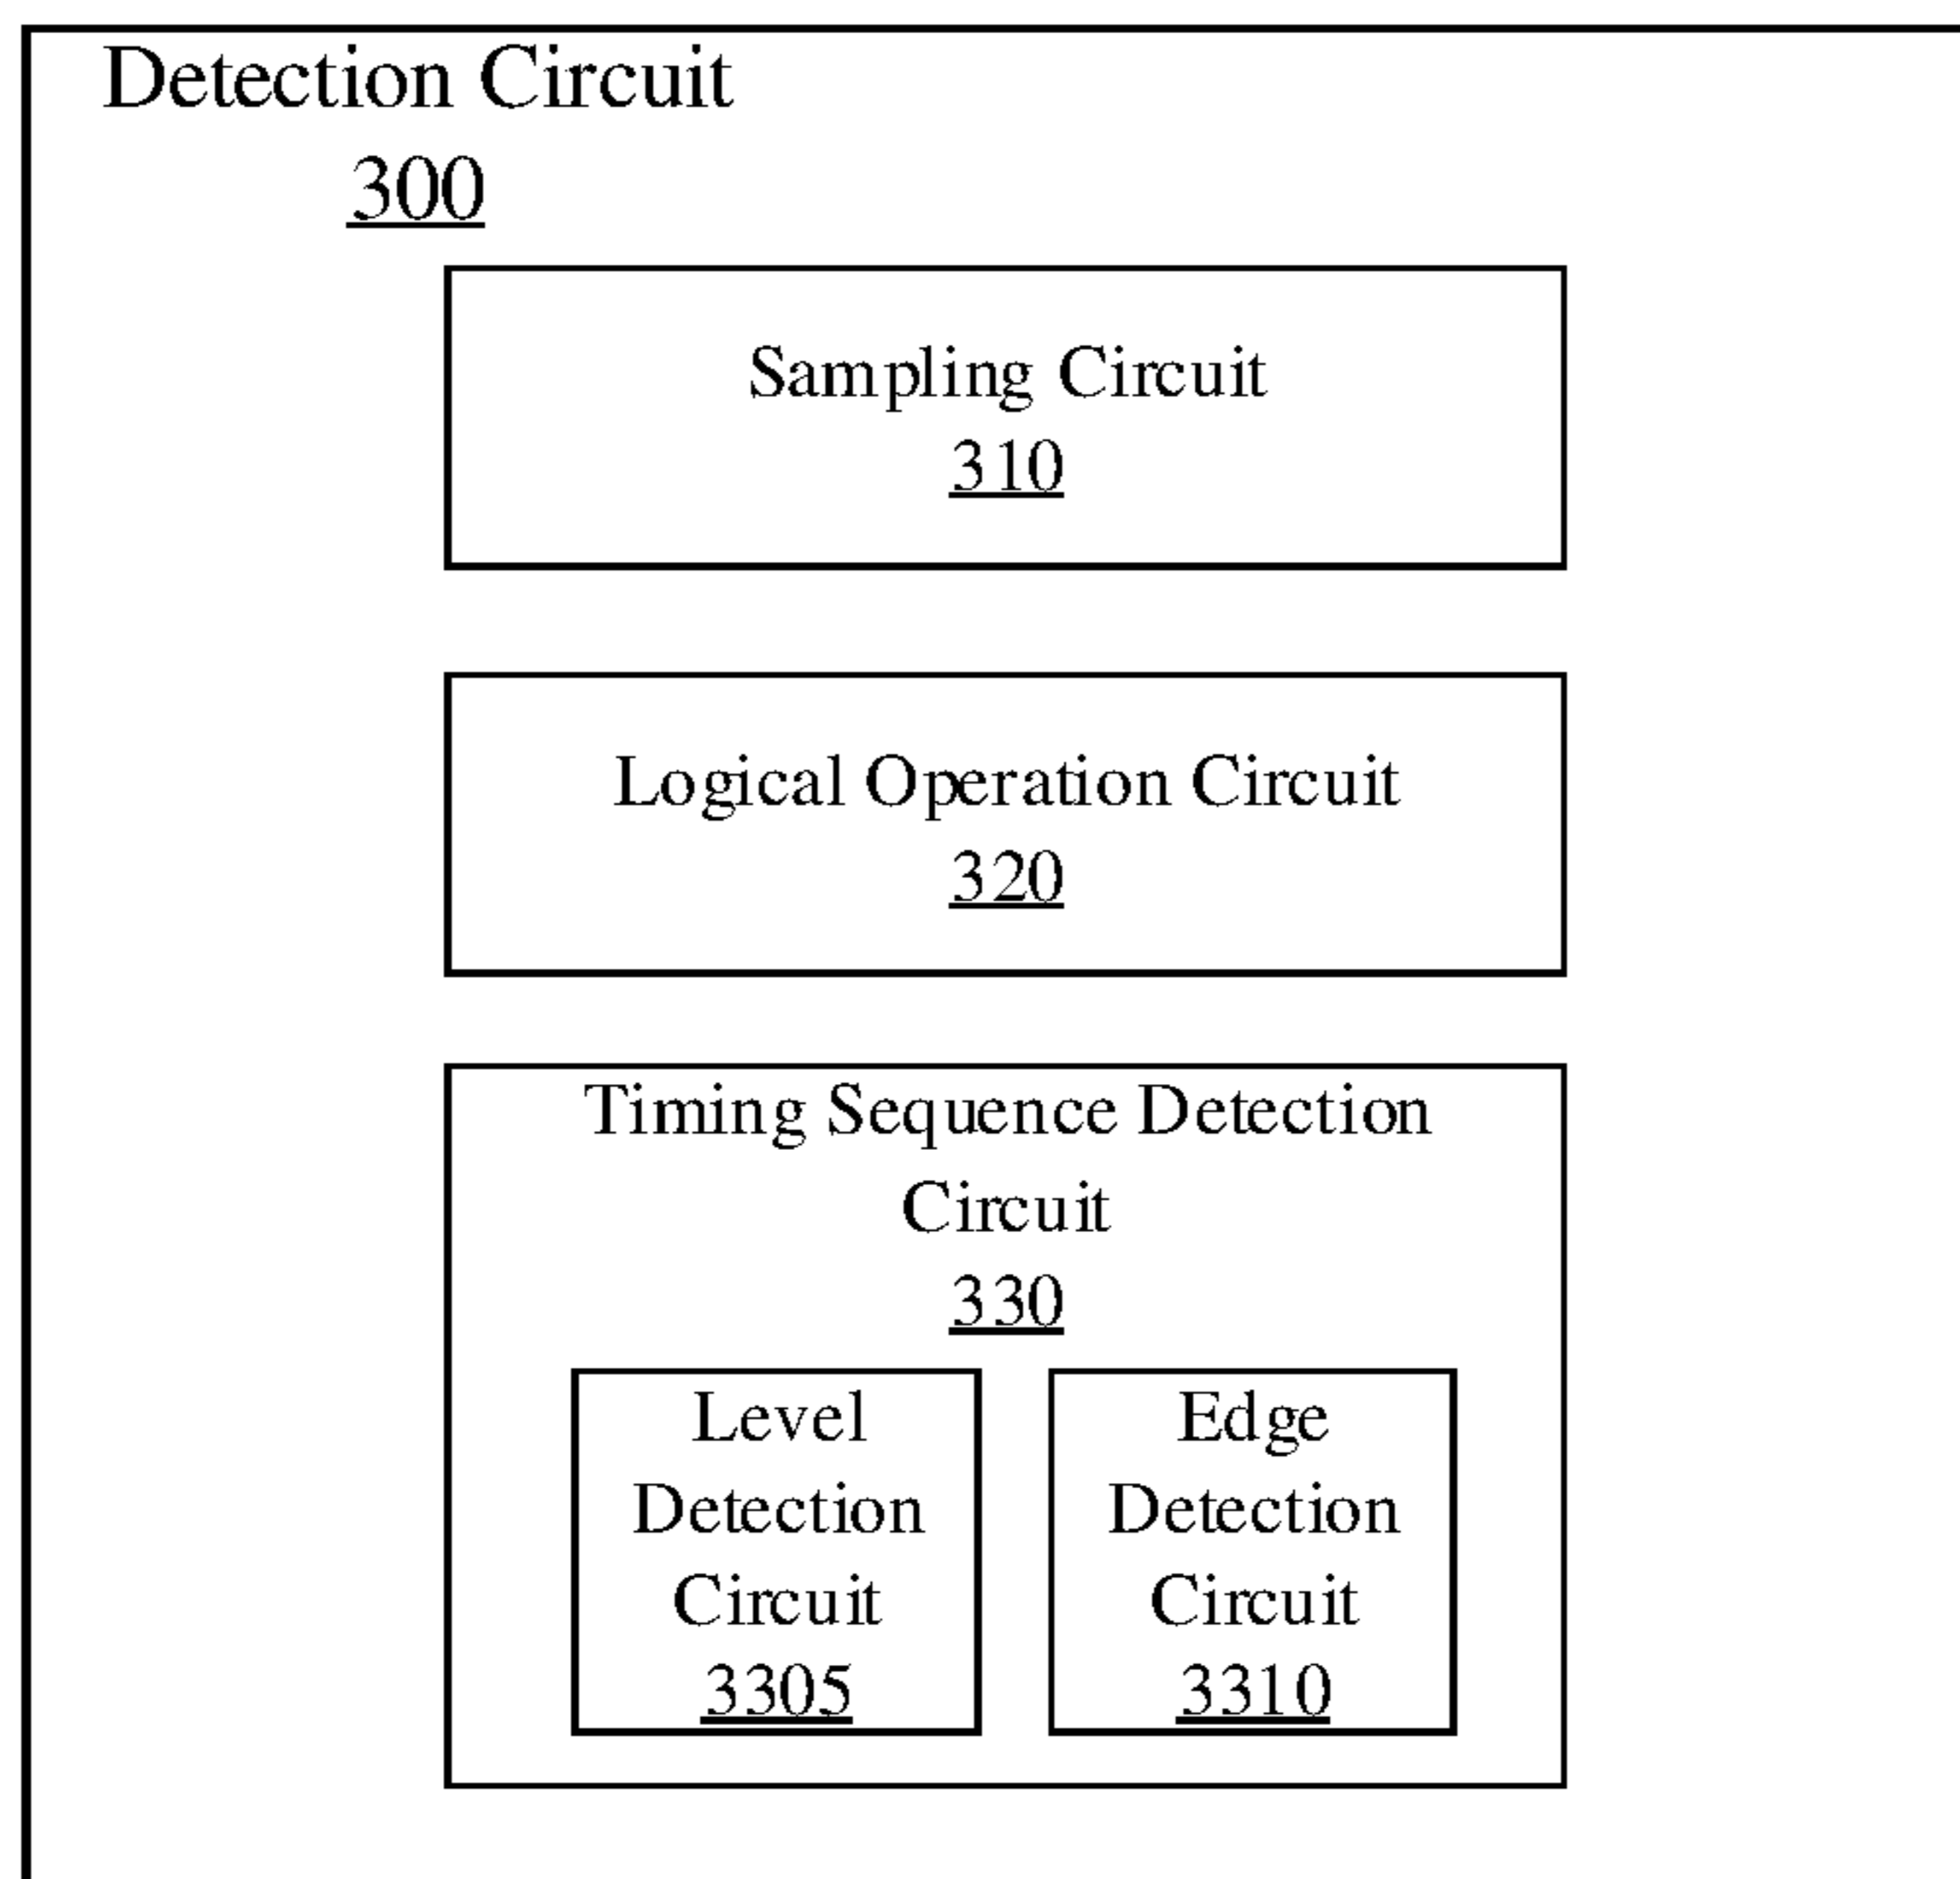 Detection Circuit
300
Sampling Circuit
310
Logical Operation Circuit
320
Timing Sequence Detection
Circuit
330
Level
Detection
Circuit
3305
Edge
Detection
Circuit
3310